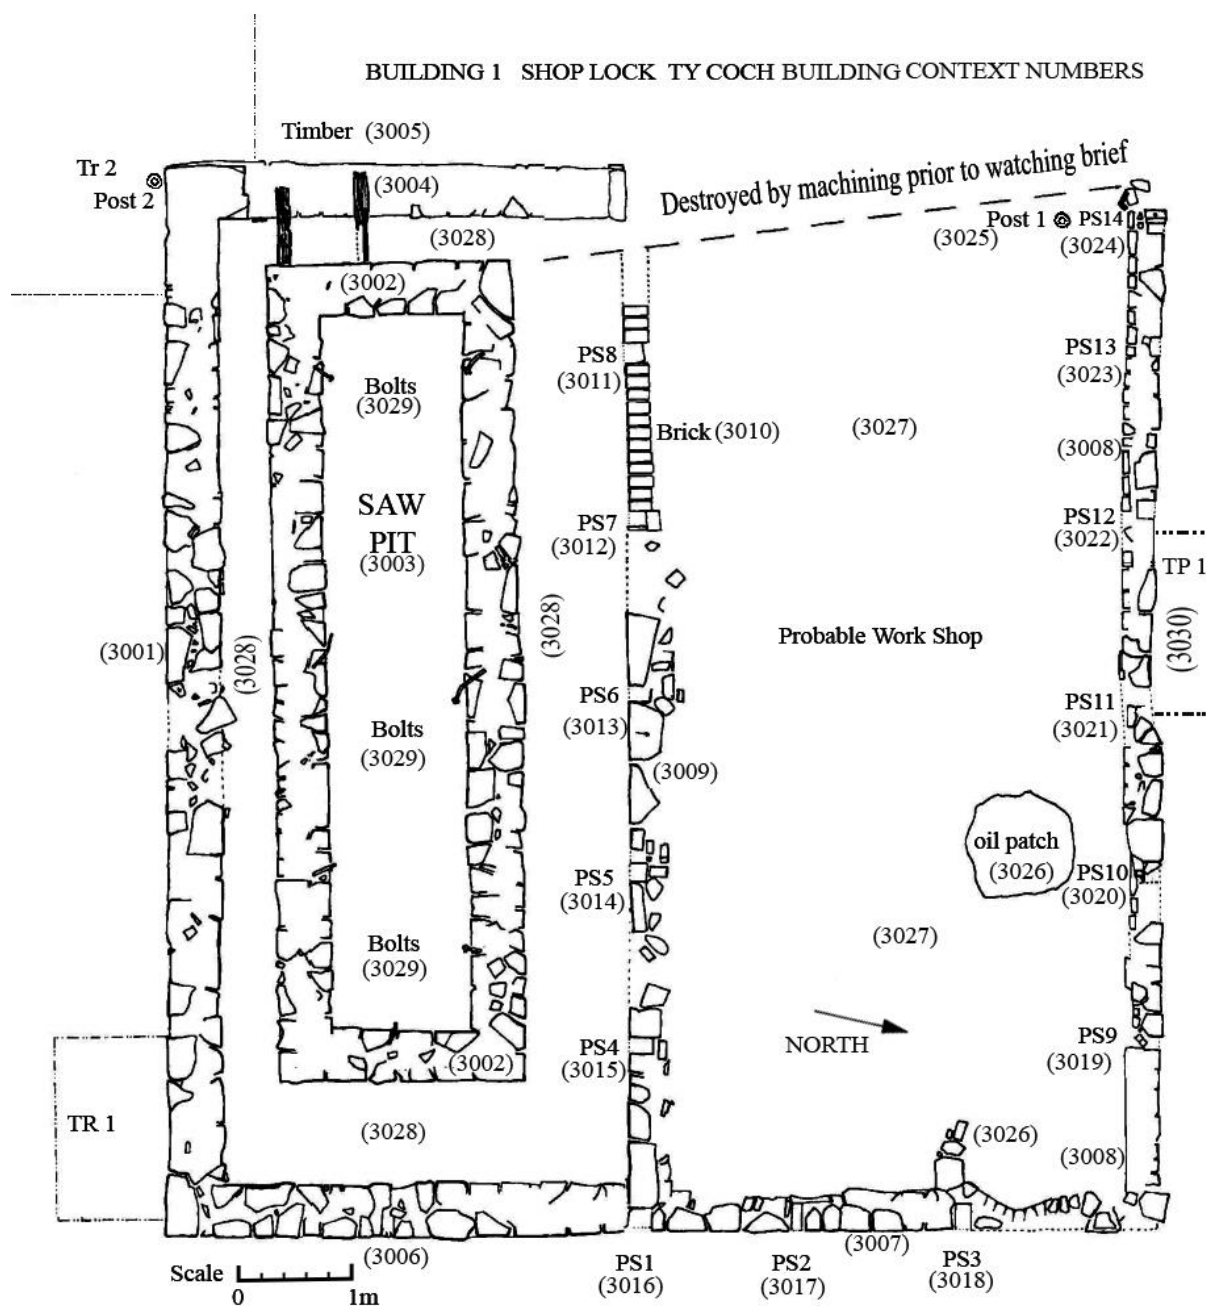 BUILDING 1 SHOP LOCK TY COCH BUILDING CONTEXT NUMBERS
Timber (3005)
Tr 2
Post 2
(3004)
Destroyed by machining prior to watching brief
(3028)
(3025)
Post 1
PS14
(3024)
(3002)
PS8
(3011)
PS13
(3023)
Bolts
(3029)
Brick (3010)
(3027)
(3008)
SAW
PIT
(3003)
PS7
(3012)
PS12
(3022)
TP 1
(3001)
(3028)
(3028)
Probable Work Shop
(3030)
PS6
(3013)
PS11
(3021)
Bolts
(3029)
(3009)
oil patch
(3026)
PS5
(3014)
PS10
(3020)
Bolts
(3029)
(3027)
NORTH
PS4
(3015)
PS9
(3019)
(3002)
TR 1
(3028)
(3026)
(3008)
(3006)
(3007)
PS1
(3016)
PS2
(3017)
PS3
(3018)
Scale
0 1m